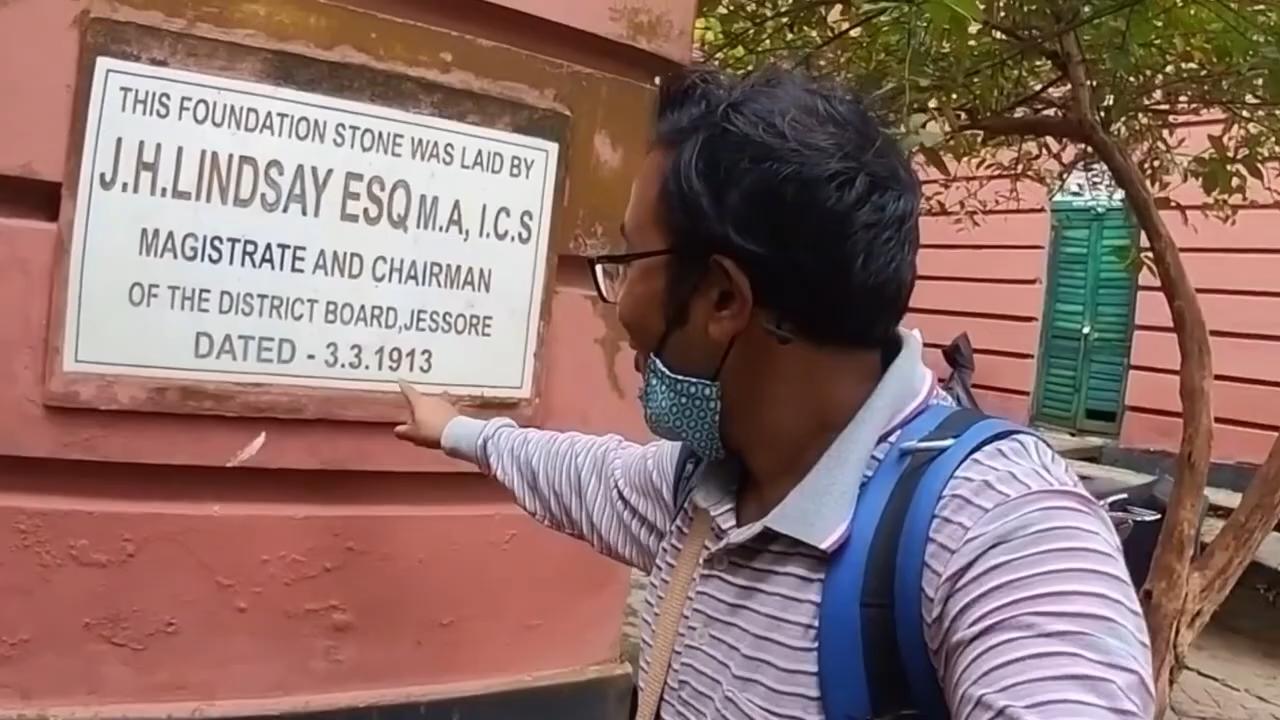 THIS FOUNDATION STONE WAS LAID BY
J.H.LINDSAY ESQ M.A, I.C.S
MAGISTRATE AND CHAIRMAN
OF THE DISTRICT BOARD,JESSORE
DATED - 3.3.1913